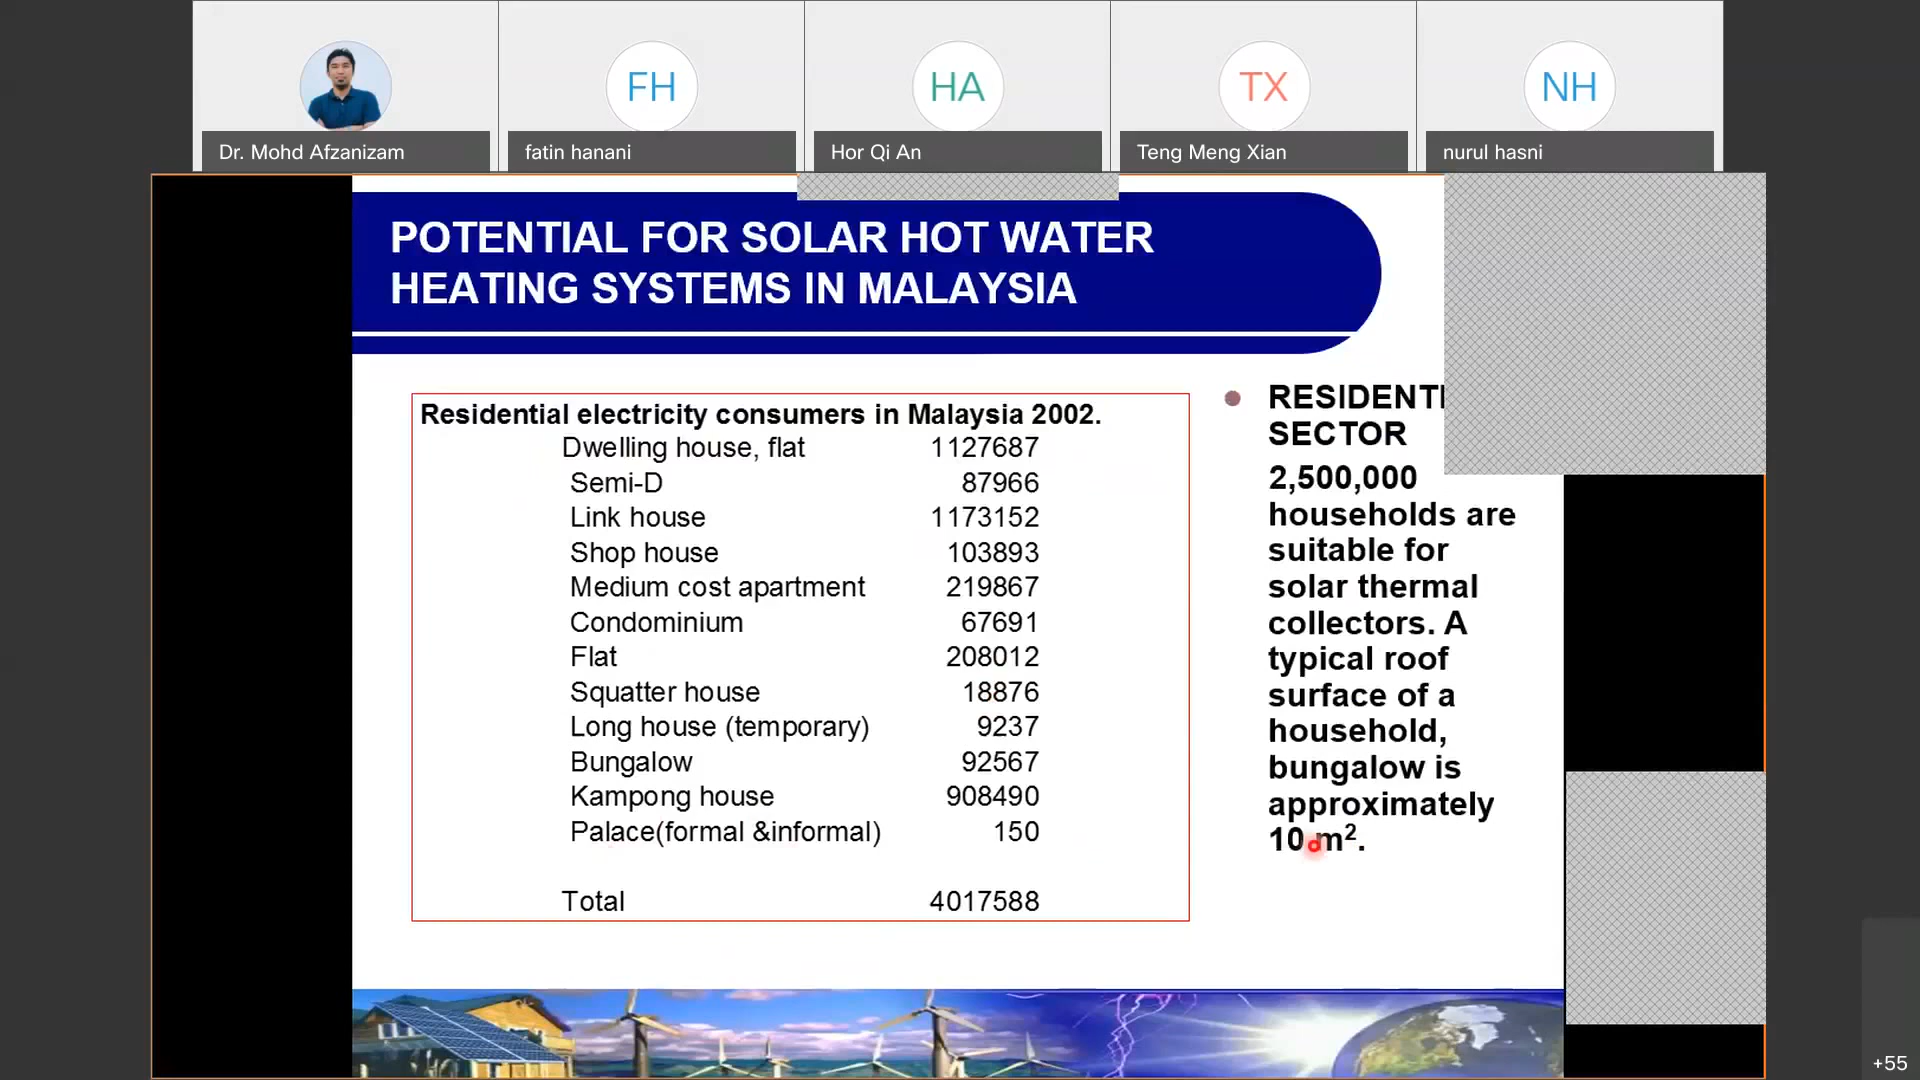 FH
HA
TX
NH
Dr. Mohd Afzanizam
fatin hanani
Hor Qi An
Teng Meng Xian
nurul hasni
POTENTIAL FOR SOLAR HOT WATER
HEATING SYSTEMS IN MALAYSIA
Residential electricity consumers in Malaysia 2002.
Dwelling house, flat 1127687
Semi-D 87966
Link house 1173152
Shop house 103893
Medium cost apartment 219867
Condominium 67691
Flat 208012
Squatter house 18876
Long house (temporary) 9237
Bungalow 92567
Kampong house 908490
Palace(formal &informal) 150
Total 4017588
SECTOR
2,500,000
households are
suitable for
solar thermal
collectors. A
typical roof
surface of a
household,
bungalow is
approximately
10 m².
+55